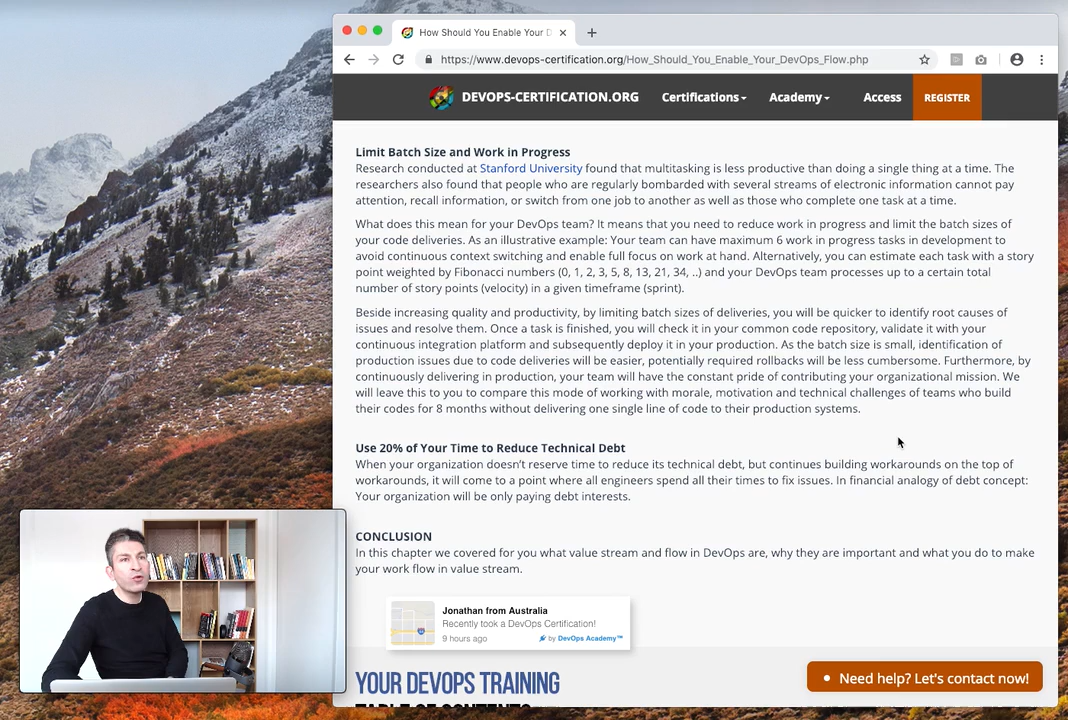 How Should You Enable Your D
https://www.devops-certification.org/How_Should_You_Enable_Your_DevOps_Flow.php
DEVOPS-CERTIFICATION.ORG Certifications Academy Access REGISTER
Limit Batch Size and Work in Progress
Research conducted at Stanford University found that multitasking is less productive than doing a single thing at a time. The
researchers also found that people who are regularly bombarded with several streams of electronic information cannot pay
attention, recall information, or switch from one job to another as well as those who complete one task at a time.
What does this mean for your DevOps team? It means that you need to reduce work in progress and limit the batch sizes of
your code deliveries. As an illustrative example: Your team can have maximum 6 work in progress tasks in development to
avoid continuous context switching and enable full focus on work at hand. Alternatively, you can estimate each task with a story
point weighted by Fibonacci numbers (0, 1, 2, 3, 5, 8, 13, 21, 34, ..) and your DevOps team processes up to a certain total
number of story points (velocity) in a given timeframe (sprint).
Beside increasing quality and productivity, by limiting batch sizes of deliveries, you will be quicker to identify root causes of
issues and resolve them. Once a task is finished, you will check it in your common code repository, validate it with your
continuous integration platform and subsequently deploy it in your production. As the batch size is small, identification of
production issues due to code deliveries will be easier, potentially required rollbacks will be less cumbersome. Furthermore, by
continuously delivering in production, your team will have the constant pride of contributing your organizational mission. We
will leave this to you to compare this mode of working with morale, motivation and technical challenges of teams who build
their codes for 8 months without delivering one single line of code to their production systems.
Use 20% of Your Time to Reduce Technical Debt
When your organization doesn't reserve time to reduce its technical debt, but continues building workarounds on the top of
workarounds, it will come to a point where all engineers spend all their times to fix issues. In financial analogy of debt concept:
Your organization will be only paying debt interests.
CONCLUSION
In this chapter we covered for you what value stream and flow in DevOps are, why they are important and what you do to make
your work flow in value stream.
Jonathan from Australia
Recently took a DevOps Certification!
9 hours ago by DevOps Academy™
YOUR DEVOPS TRAINING
TABLE OF CONTENTS
Need help? Let's contact now!